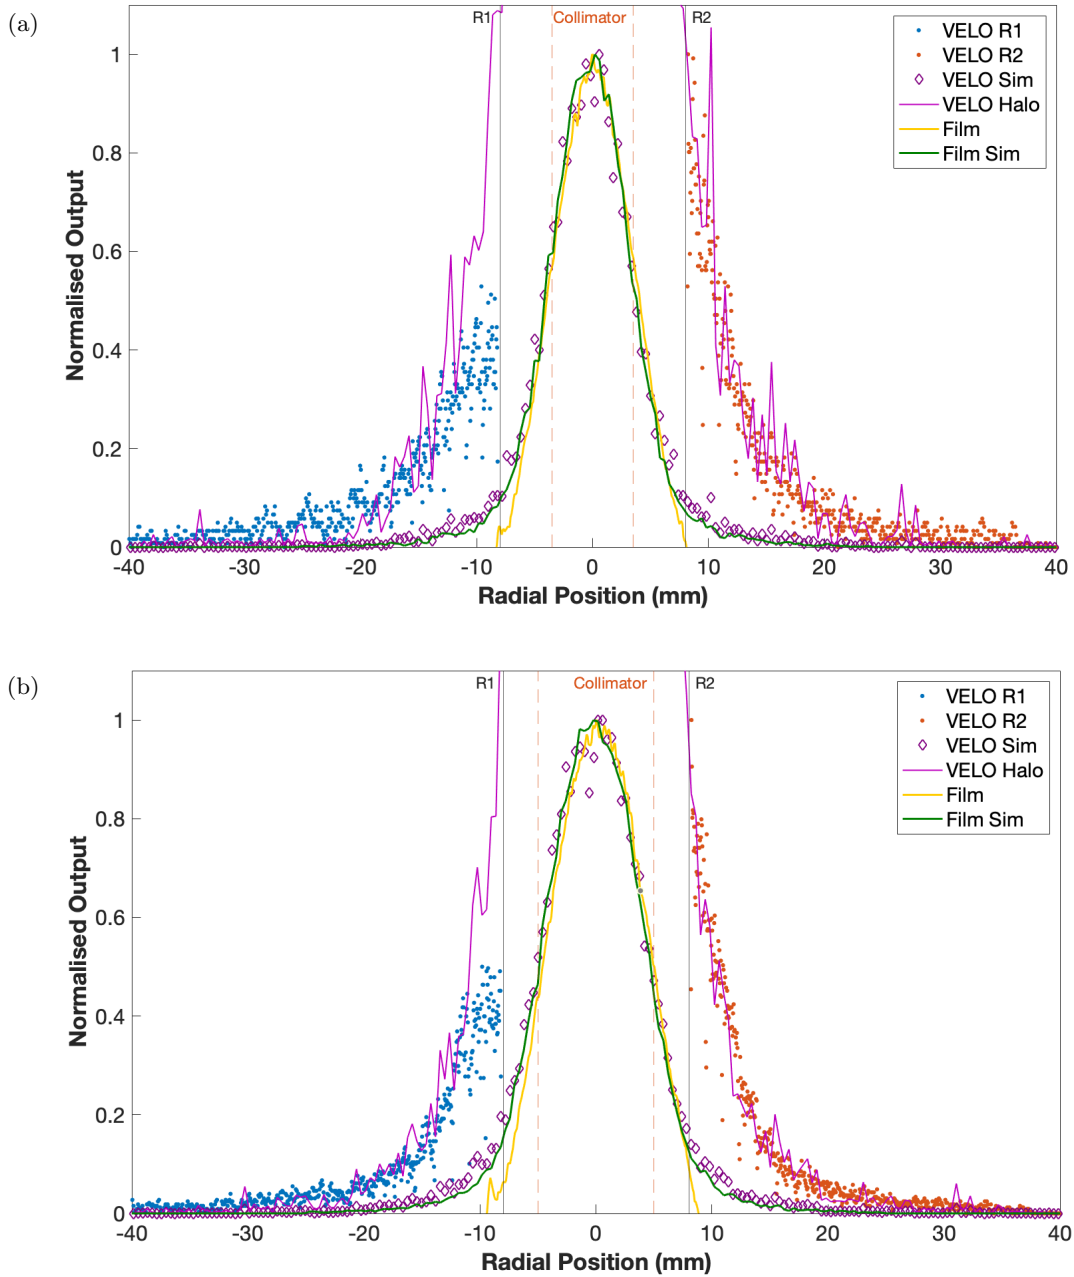 (a)
R1 Collimator R2
VELO R1
VELO R2
VELO Sim
VELO Halo
Film
Film Sim
Normalised Output
1
0.8
0.6
0.4
0.2
0
-40 -30 -20 -10 0 10 20 30 40
Radial Position (mm)
(b)
R1 Collimator R2
VELO R1
VELO R2
VELO Sim
VELO Halo
Film
Film Sim
Normalised Output
1
0.8
0.6
0.4
0.2
0
-40 -30 -20 -10 0 10 20 30 40
Radial Position (mm)